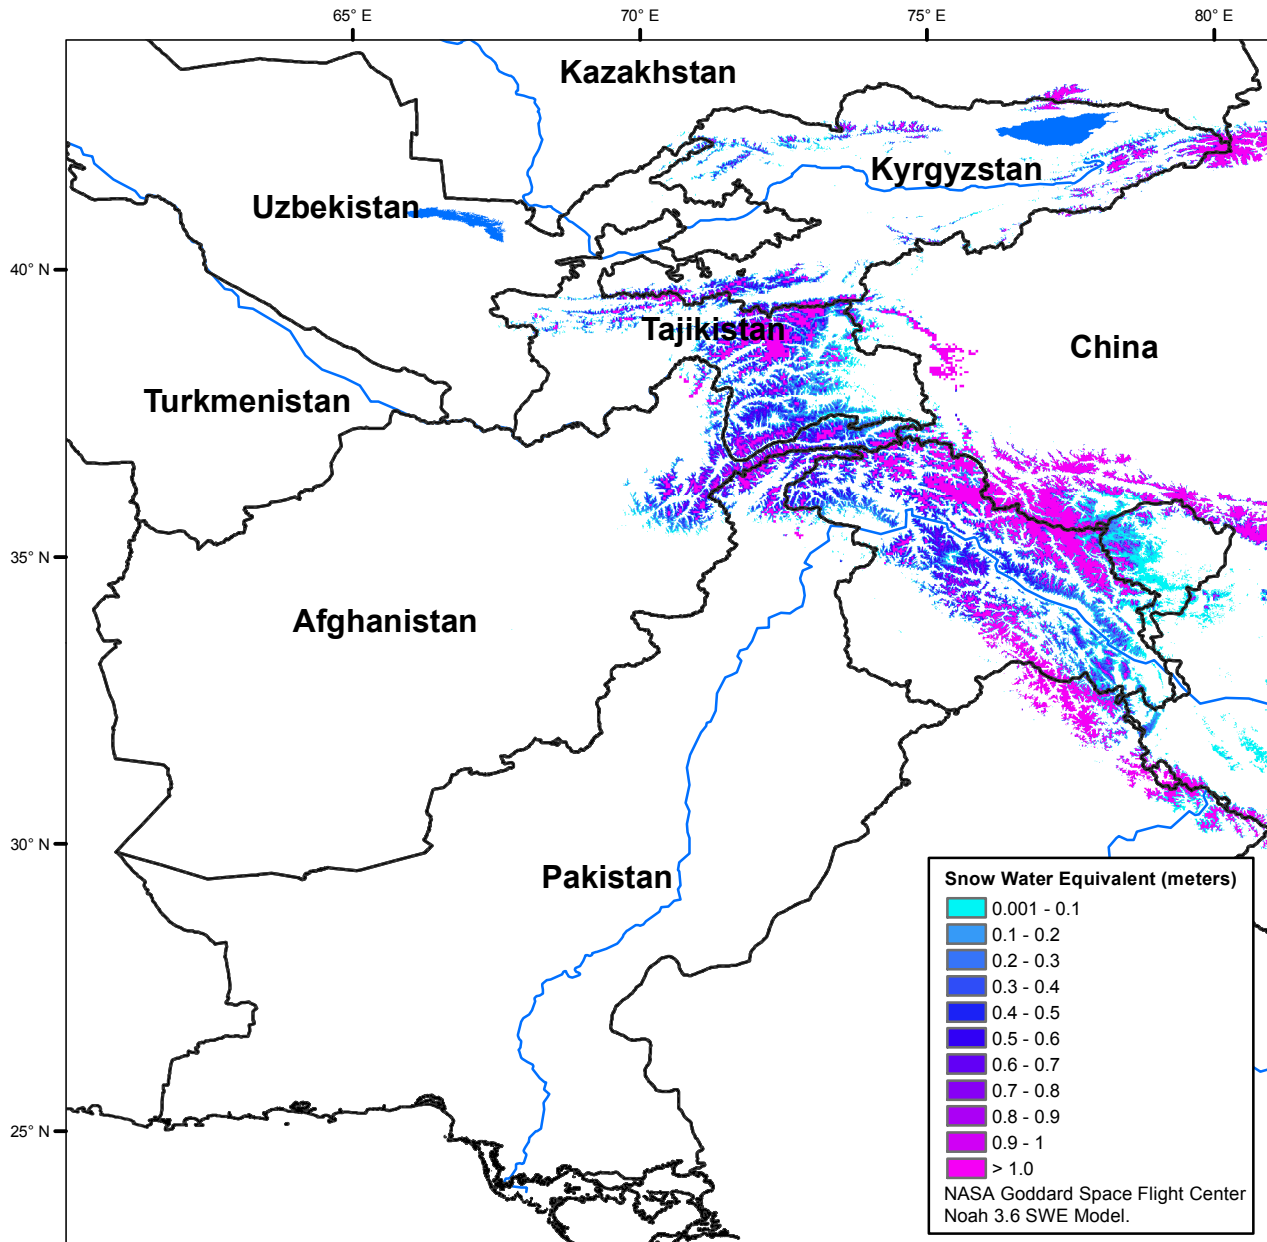 65° E
70° E
75° E
80° E
Kazakhstan
Kyrgyzstan
Uzbekistan
40° N
Tajikistan
China
Turkmenistan
35° N
Afghanistan
30° N
Pakistan
25° N
Snow Water Equivalent (meters)
0.001 - 0.1
0.1 - 0.2
0.2 - 0.3
0.3 - 0.4
0.4 - 0.5
0.5 - 0.6
0.6 - 0.7
0.7 - 0.8
0.8 - 0.9
0.9 - 1
> 1.0
NASA Goddard Space Flight Center
Noah 3.6 SWE Model.